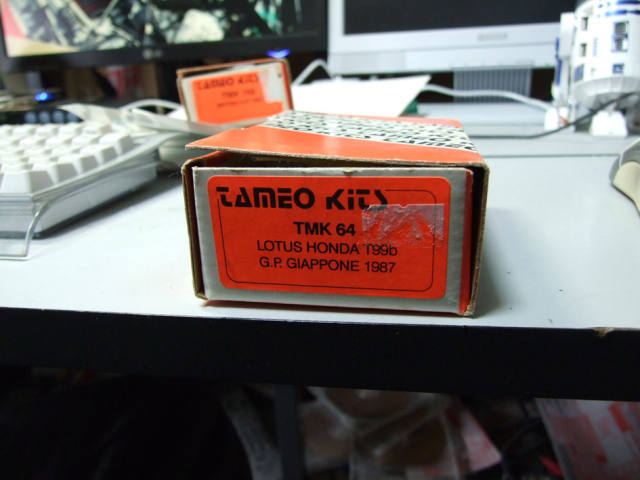 TAMEO KITS
TAMEO KITS
TMK 64
LOTUS HONDA T99b
G.P. GIAPPONE 1987